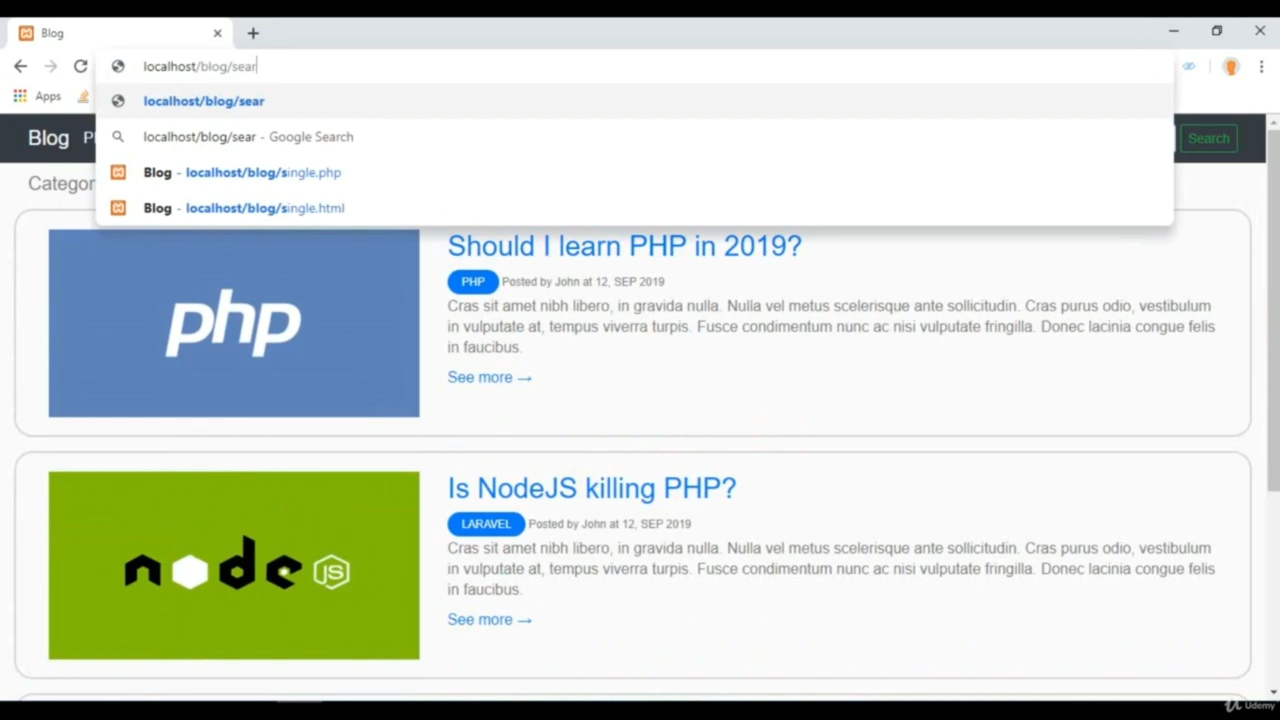 Blog
localhost/blog/sear
Apps
localhost/blog/sear
localhost/blog/sear - Google Search
Blog - localhost/blog/single.php
Blog - localhost/blog/single.html
Blog
Search
Categor
php
Should I learn PHP in 2019?
PHP Posted by John at 12, SEP 2019
Cras sit amet nibh libero, in gravida nulla. Nulla vel metus scelerisque ante sollicitudin. Cras purus odio, vestibulum
in vulputate at, tempus viverra turpis. Fusce condimentum nunc ac nisi vulputate fringilla. Donec lacinia congue felis
in faucibus.
See more →
node JS
Is NodeJS killing PHP?
LARAVEL Posted by John at 12, SEP 2019
Cras sit amet nibh libero, in gravida nulla. Nulla vel metus scelerisque ante sollicitudin. Cras purus odio, vestibulum
in vulputate at, tempus viverra turpis. Fusce condimentum nunc ac nisi vulputate fringilla. Donec lacinia congue felis
in faucibus.
See more →
Udemy